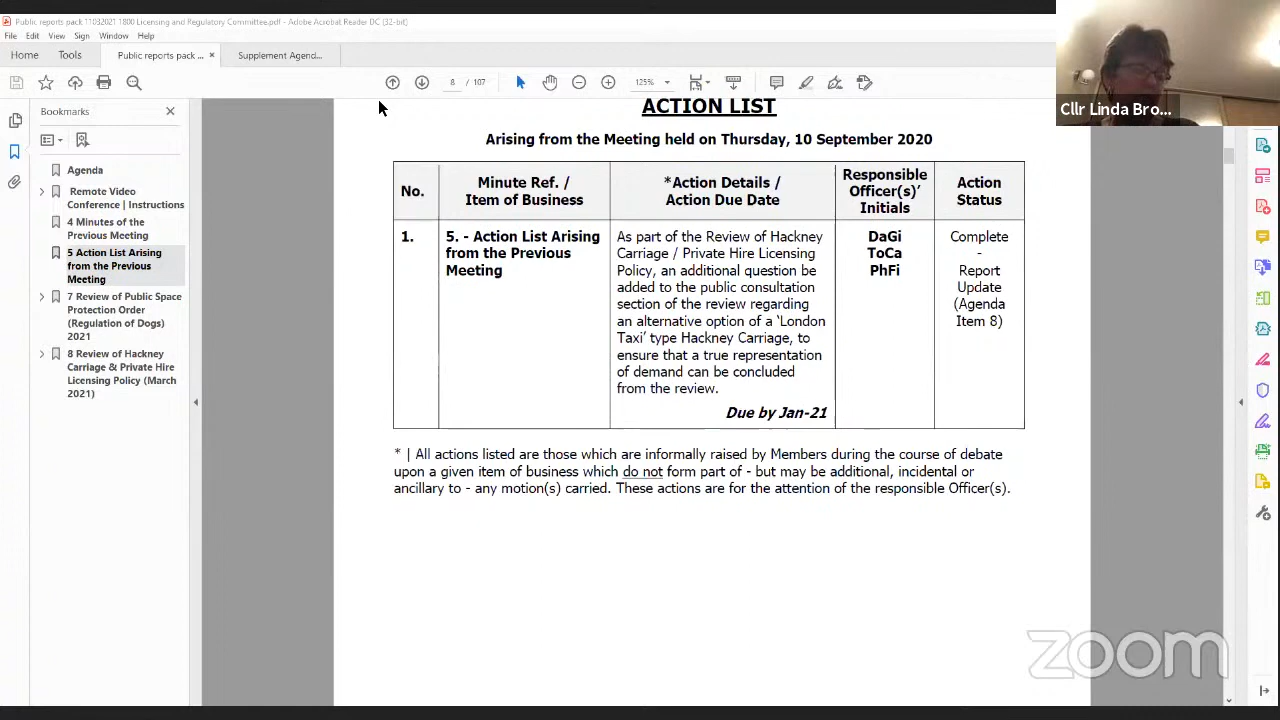 Public reports pack 11032021 1800 Licensing and Regulatory Committee.pdf - Adobe Acrobat Reader DC (32-bit)
File Edit View Sign Window Help
Home Tools Public reports pack ... × Supplement Agend...
8 / 107 125%
Cllr Linda Bro...
Bookmarks
Agenda
Remote Video
Conference | Instructions
4 Minutes of the
Previous Meeting
5 Action List Arising
from the Previous
Meeting
7 Review of Public Space
Protection Order
(Regulation of Dogs)
2021
8 Review of Hackney
Carriage & Private Hire
Licensing Policy (March
2021)
ACTION LIST
Arising from the Meeting held on Thursday, 10 September 2020
No.
Minute Ref. /
Item of Business
*Action Details /
Action Due Date
Responsible
Officer(s)'
Initials
Action
Status
1.
5. - Action List Arising
from the Previous
Meeting
As part of the Review of Hackney
Carriage / Private Hire Licensing
Policy, an additional question be
added to the public consultation
section of the review regarding
an alternative option of a ‘London
Taxi’ type Hackney Carriage, to
ensure that a true representation
of demand can be concluded
from the review.
Due by Jan-21
DaGi
ToCa
PhFi
Complete
-
Report
Update
(Agenda
Item 8)
* | All actions listed are those which are informally raised by Members during the course of debate
upon a given item of business which do not form part of - but may be additional, incidental or
ancillary to - any motion(s) carried. These actions are for the attention of the responsible Officer(s).
zoom